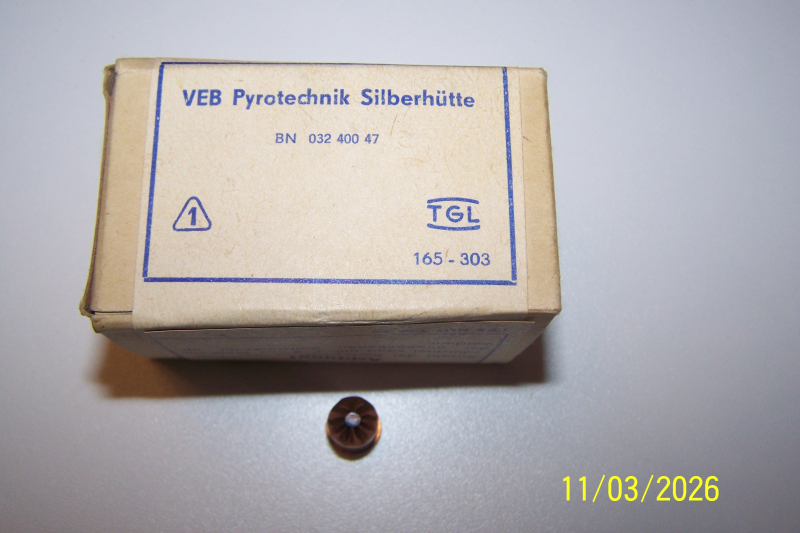 VEB Pyrotechnik Silberhütte
BN 032 400 47
1
TGL
165-303
11/03/2026